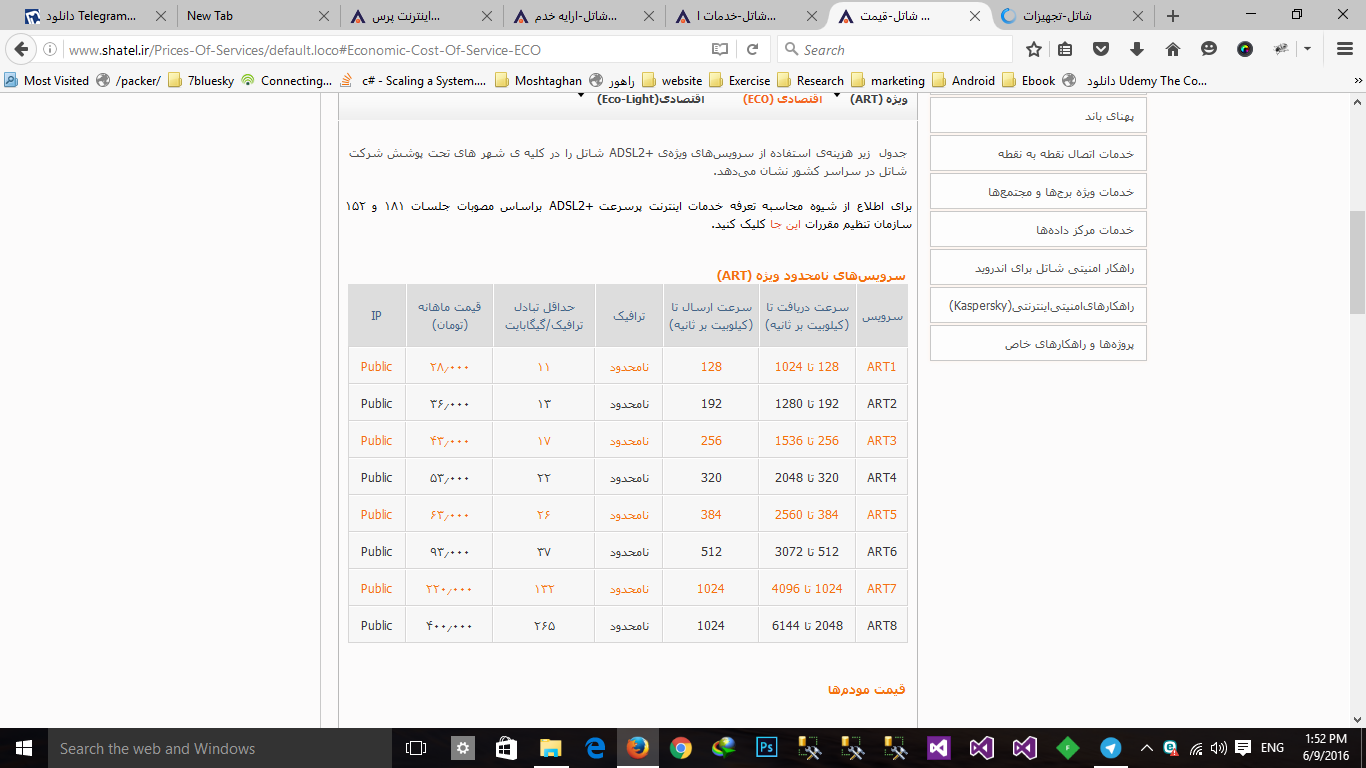 دانلود Telegram...
New Tab
اینترنت پرس...
شاتل-ارایه خدم...
شاتل-خدمات ا...
شاتل-قیمت ...
شاتل-تجهیزات
www.shatel.ir/Prices-Of-Services/default.loco#Economic-Cost-Of-Service-ECO
Search
Most Visited
/packer/
7bluesky
Connecting...
c# - Scaling a System....
Moshtaghan
راهور
website
Exercise
Research
marketing
Android
Ebook
دانلود Udemy The Co...
ویژه (ART) اقتصادی (ECO) اقتصادی(Eco-Light)
جدول زیر هزینه‌ی استفاده از سرویس‌های ویژه‌ی ADSL2+ شاتل را در کلیه ی شهر های تحت پوشش شرکت
شاتل در سراسر کشور نشان می‌دهد.
برای اطلاع از شیوه محاسبه تعرفه خدمات اینترنت پرسرعت ADSL2+ براساس مصوبات جلسات ۱۸۱ و ۱۵۲
سازمان تنظیم مقررات این جا کلیک کنید.
سرویس‌های نامحدود ویژه (ART)
سرویس
سرعت دریافت تا
(کیلوبیت بر ثانیه)
سرعت ارسال تا
(کیلوبیت بر ثانیه)
ترافیک
حداقل تبادل
ترافیک/گیگابایت
قیمت ماهانه
(تومان)
IP
ART1 128 تا 1024 128 نامحدود ۱۱ ۲۸٫۰۰۰ Public
ART2 192 تا 1280 192 نامحدود ۱۳ ۳۶٫۰۰۰ Public
ART3 256 تا 1536 256 نامحدود ۱۷ ۴۳٫۰۰۰ Public
ART4 320 تا 2048 320 نامحدود ۲۲ ۵۳٫۰۰۰ Public
ART5 384 تا 2560 384 نامحدود ۲۶ ۶۳٫۰۰۰ Public
ART6 512 تا 3072 512 نامحدود ۳۷ ۹۳٫۰۰۰ Public
ART7 1024 تا 4096 1024 نامحدود ۱۳۲ ۲۲۰٫۰۰۰ Public
ART8 2048 تا 6144 1024 نامحدود ۲۶۵ ۴۰۰٫۰۰۰ Public
قیمت مودم‌ها
پهنای باند
خدمات اتصال نقطه به نقطه
خدمات ویژه برج‌ها و مجتمع‌ها
خدمات مرکز داده‌ها
راهکار امنیتی شاتل برای اندروید
راهکارهای‌امنیتی‌اینترنتی(Kaspersky)
پروژه‌ها و راهکارهای خاص
Search the web and Windows
Ps
ENG
1:52 PM
6/9/2016